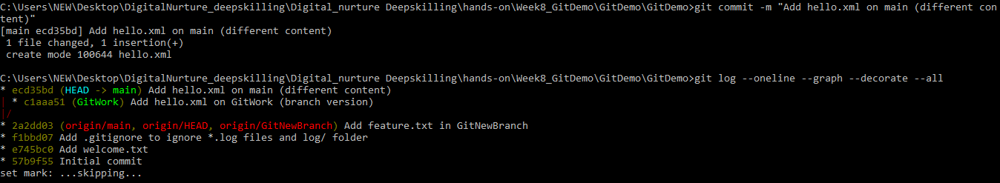 C:\Users\NEW\Desktop\DigitalNurture_deepskilling\Digital_nurture Deepskilling\hands-on\Week8_GitDemo\GitDemo\GitDemo>git commit -m "Add hello.xml on main (different con
tent)"
[main ecd35bd] Add hello.xml on main (different content)
 1 file changed, 1 insertion(+)
 create mode 100644 hello.xml
C:\Users\NEW\Desktop\DigitalNurture_deepskilling\Digital_nurture Deepskilling\hands-on\Week8_GitDemo\GitDemo\GitDemo>git log --oneline --graph --decorate --all
* ecd35bd (HEAD -> main) Add hello.xml on main (different content)
| * c1aaa51 (GitWork) Add hello.xml on GitWork (branch version)
|/
* 2a2dd03 (origin/main, origin/HEAD, origin/GitNewBranch) Add feature.txt in GitNewBranch
* f1bbd07 Add .gitignore to ignore *.log files and log/ folder
* e745bc0 Add welcome.txt
* 57b9f55 Initial commit
set mark: ...skipping...